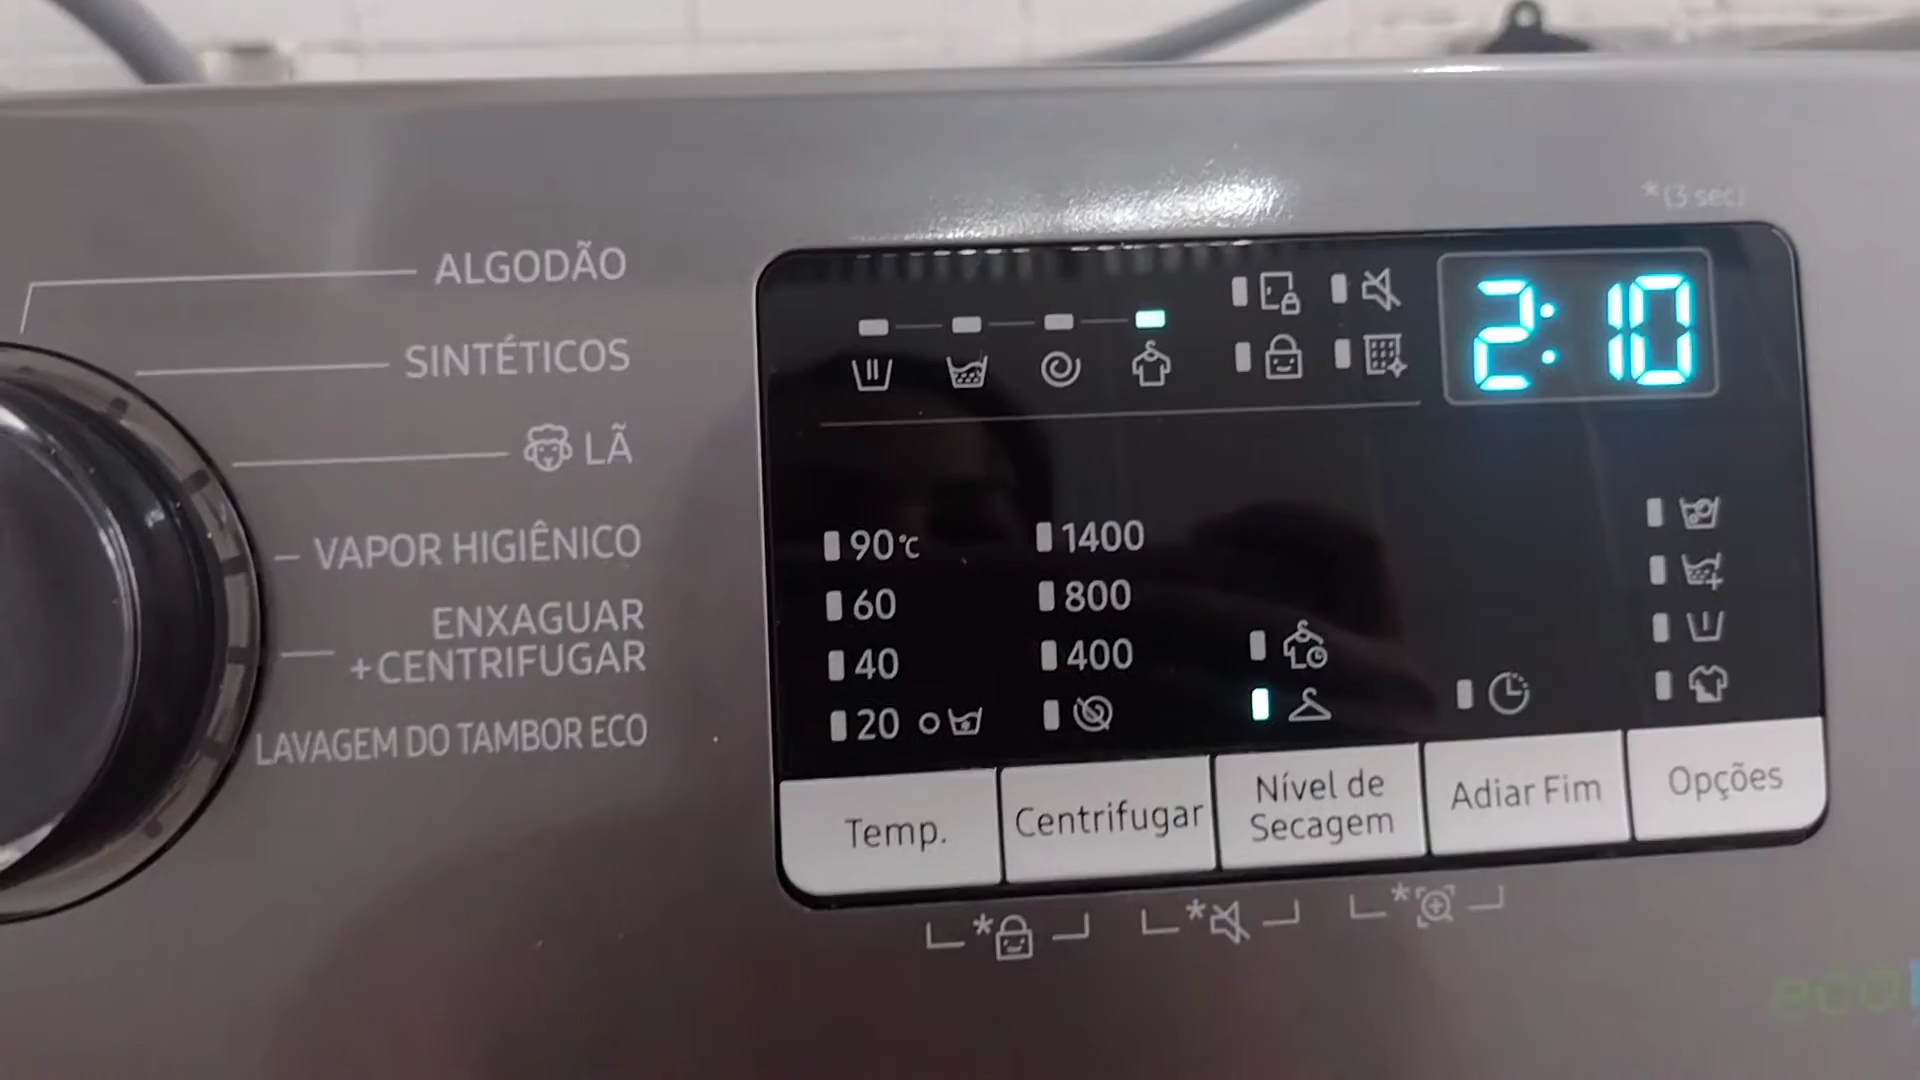 *(3 sec)
ALGODÃO
SINTÉTICOS
LÃ
VAPOR HIGIÊNICO
ENXAGUAR
+CENTRIFUGAR
LAVAGEM DO TAMBOR ECO
2:10
90°c
60
40
20
1400
800
400
Temp.
Centrifugar
Nível de
Secagem
Adiar Fim
Opções
*
*
*
eco